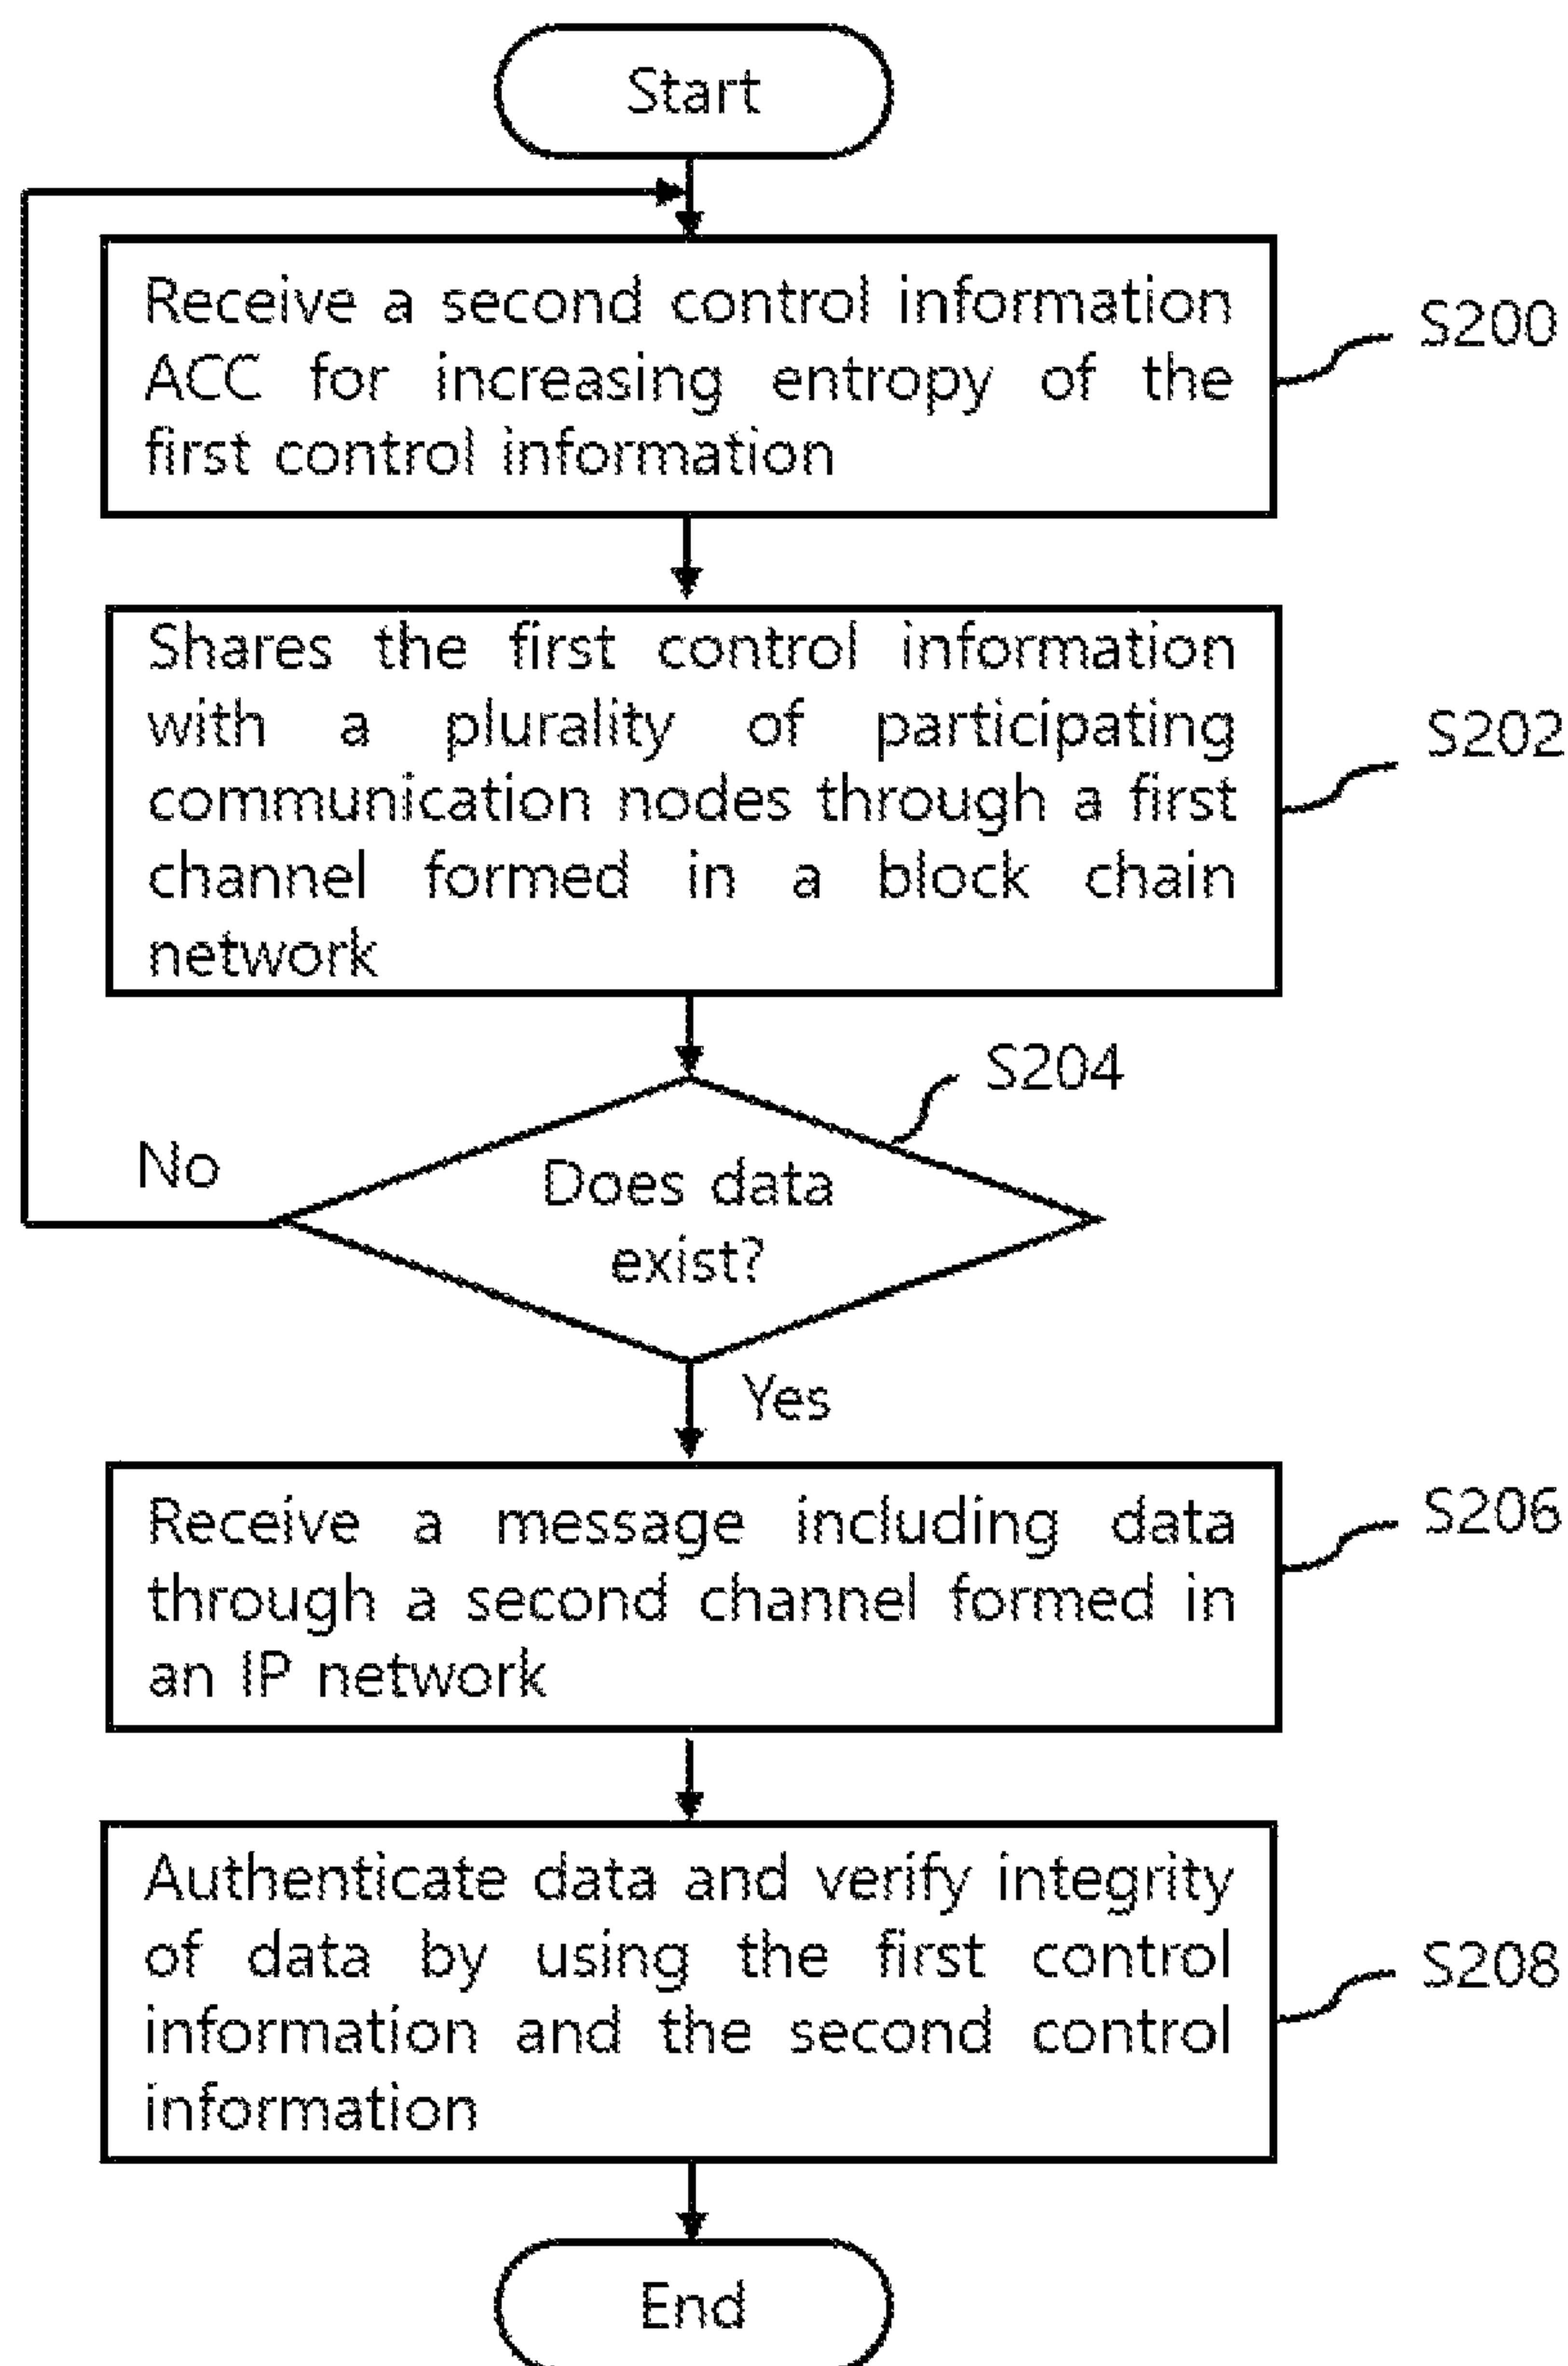 Start
Receive a second control information
ACC for increasing entropy of the
first control information
S200
Shares the first control information
with a plurality of participating
communication nodes through a first
channel formed in a block chain
network
S202
S204
Does data
exist?
No
Yes
Receive a message including data
through a second channel formed in
an IP network
S206
Authenticate data and verify integrity
of data by using the first control
information and the second control
information
S208
End